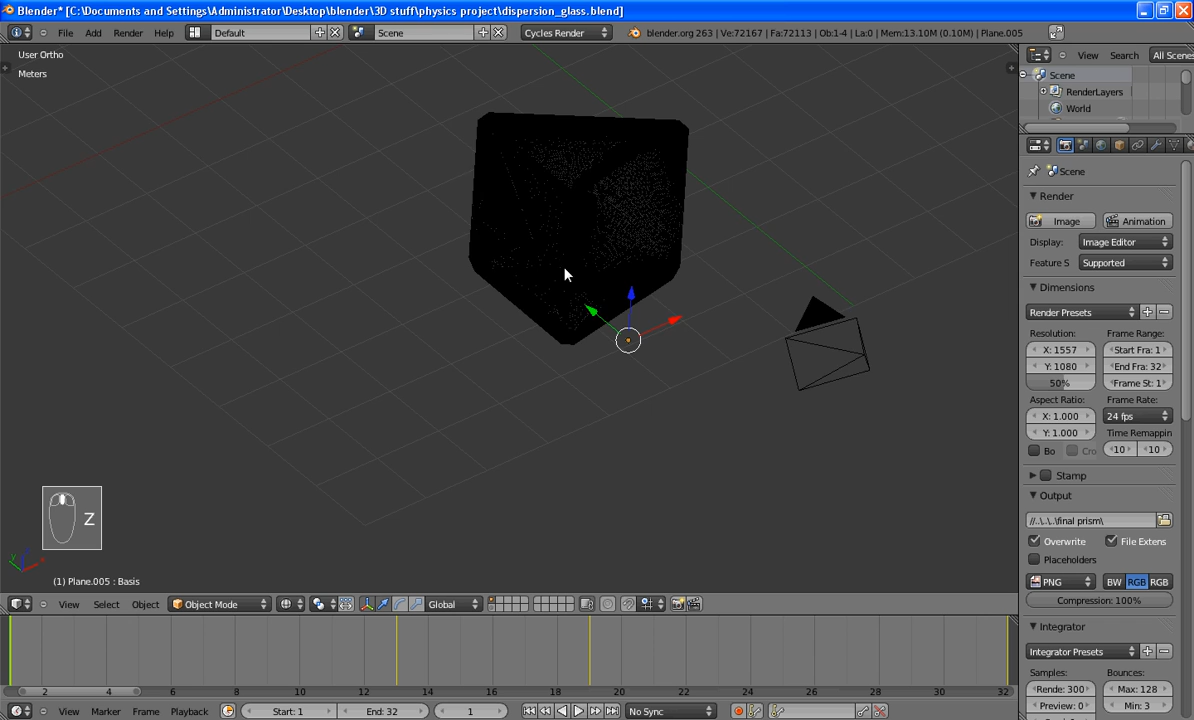 Blender* [C:\Documents and Settings\Administrator\Desktop\blender\3D stuff\physics project\dispersion_glass.blend]
File Add Render Help Default Scene Cycles Render blender.org 263 | Ve:72167 | Fa:72113 | Ob:1-4 | La:0 | Mem:13.10M (0.10M) | Plane.005
View Search All Scenes
User Ortho
Meters
Scene
RenderLayers
World
Scene
Render
Image Animation
Display: Image Editor
Feature S Supported
Dimensions
Render Presets
Resolution: Frame Range:
X: 1557 Start Fra: 1
Y: 1080 End Fra: 32
50% Frame St: 1
Aspect Ratio: Frame Rate:
X: 1.000 24 fps
Y: 1.000 Time Remappin
Bo Cro 10 10
Stamp
Output
//..\..\..\final prism\
Overwrite File Extens
Placeholders
PNG BW RGB RGB
Compression: 100%
Integrator
Integrator Presets
Samples: Bounces:
Rende: 300 Max: 128
Preview: 0 Min: 3
Z
(1) Plane.005 : Basis
View Select Object Object Mode Global
2 4 6 8 10 12 14 16 18 20 22 24 26 28 30 32
View Marker Frame Playback Start: 1 End: 32 1 No Sync